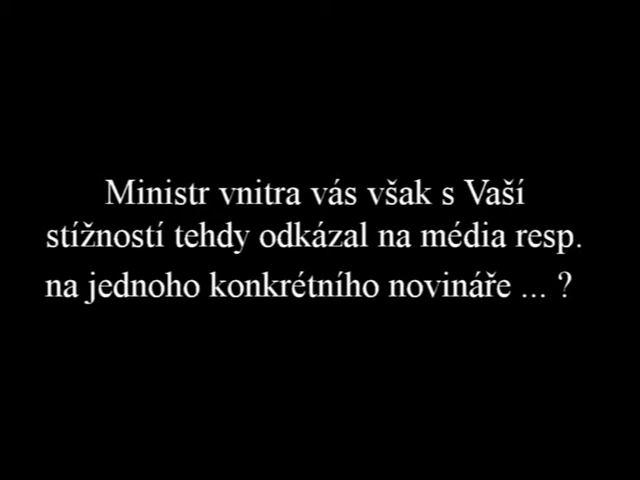 Ministr vnitra vás však s Vaší
stížností tehdy odkázal na média resp.
na jednoho konkrétního novináře ... ?